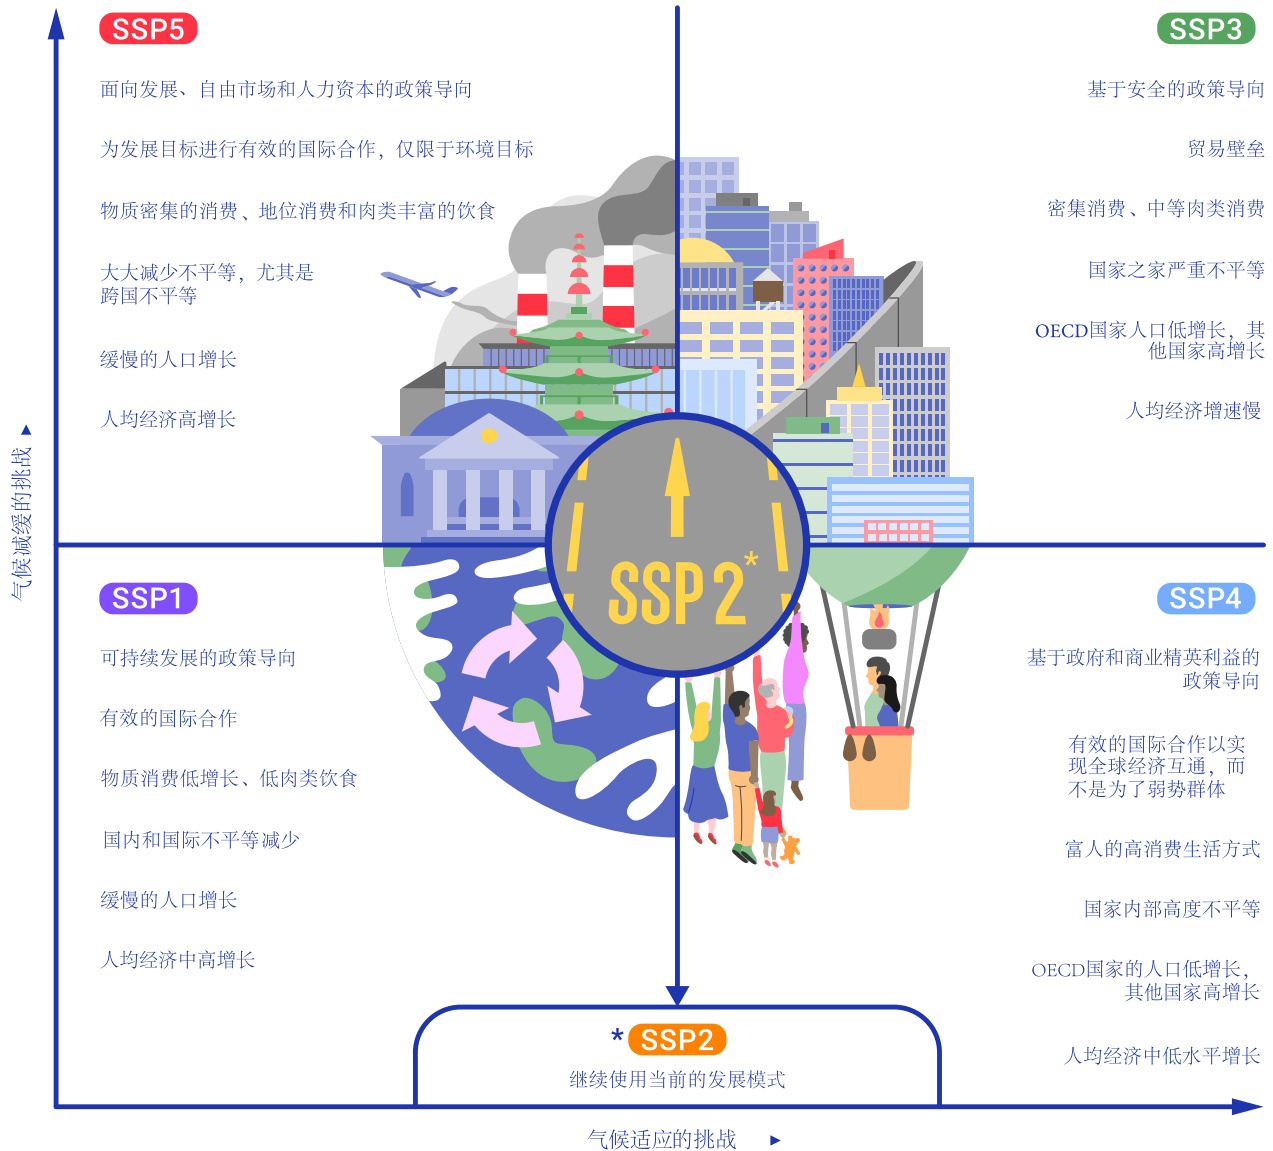 SSP5
面向发展、自由市场和人力资本的政策导向
为发展目标进行有效的国际合作，仅限于环境目标
物质密集的消费、地位消费和肉类丰富的饮食
大大减少不平等，尤其是
跨国不平等
缓慢的人口增长
人均经济高增长
SSP3
基于安全的政策导向
贸易壁垒
密集消费、中等肉类消费
国家之家严重不平等
OECD国家人口低增长，其
他国家高增长
人均经济增速慢
气候减缓的挑战
SSP2*
SSP1
可持续发展的政策导向
有效的国际合作
物质消费低增长、低肉类饮食
国内和国际不平等减少
缓慢的人口增长
人均经济中高增长
SSP4
基于政府和商业精英利益的
政策导向
有效的国际合作以实
现全球经济互通，而
不是为了弱势群体
富人的高消费生活方式
国家内部高度不平等
OECD国家的人口低增长，
其他国家高增长
人均经济中低水平增长
*SSP2
继续使用当前的发展模式
气候适应的挑战